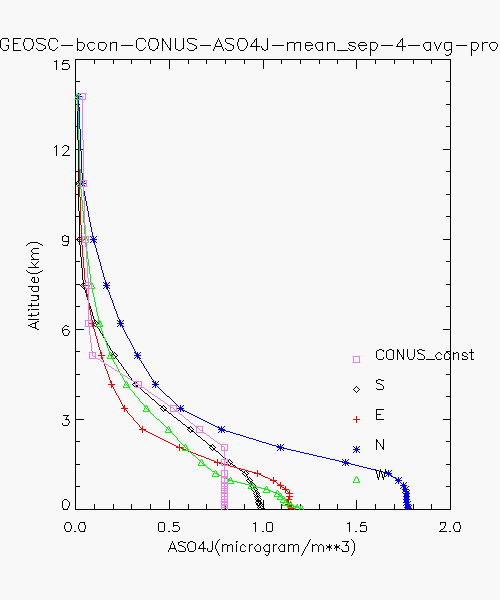 GEOSC-bcon-CONUS-ASO4J-mean_sep-4-avg-pro
15
12
9
6
3
0
Altitude(km)
CONUS_const
S
E
N
W
0.0 0.5 1.0 1.5 2.0
ASO4J(microgram/m**3)